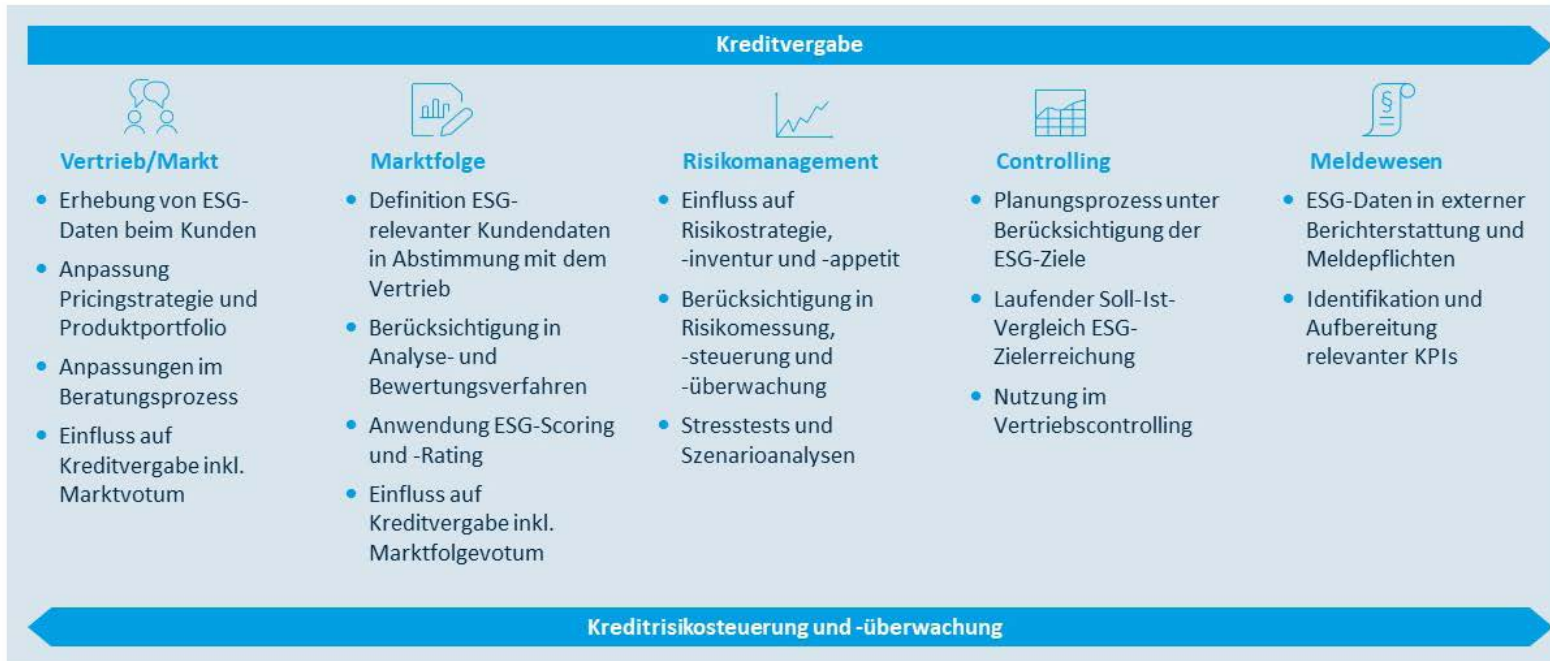 Kreditvergabe
Vertrieb/Markt
• Erhebung von ESG-
Daten beim Kunden
• Anpassung
Pricingstrategie und
Produktportfolio
• Anpassungen im
Beratungsprozess
• Einfluss auf
Kreditvergabe inkl.
Marktvotum
Marktfolge
• Definition ESG-
relevanter Kundendaten
in Abstimmung mit dem
Vertrieb
• Berücksichtigung in
Analyse- und
Bewertungsverfahren
• Anwendung ESG-Scoring
und -Rating
• Einfluss auf
Kreditvergabe inkl.
Marktfolgevotum
Risikomanagement
• Einfluss auf
Risikostrategie,
-inventur und -appetit
• Berücksichtigung in
Risikomessung,
-steuerung und
-überwachung
• Stresstests und
Szenarioanalysen
Controlling
• Planungsprozess unter
Berücksichtigung der
ESG-Ziele
• Laufender Soll-Ist-
Vergleich ESG-
Zielerreichung
• Nutzung im
Vertriebscontrolling
§
Meldewesen
• ESG-Daten in externer
Berichterstattung und
Meldepflichten
• Identifikation und
Aufbereitung
relevanter KPIs
Kreditrisikosteuerung und -überwachung